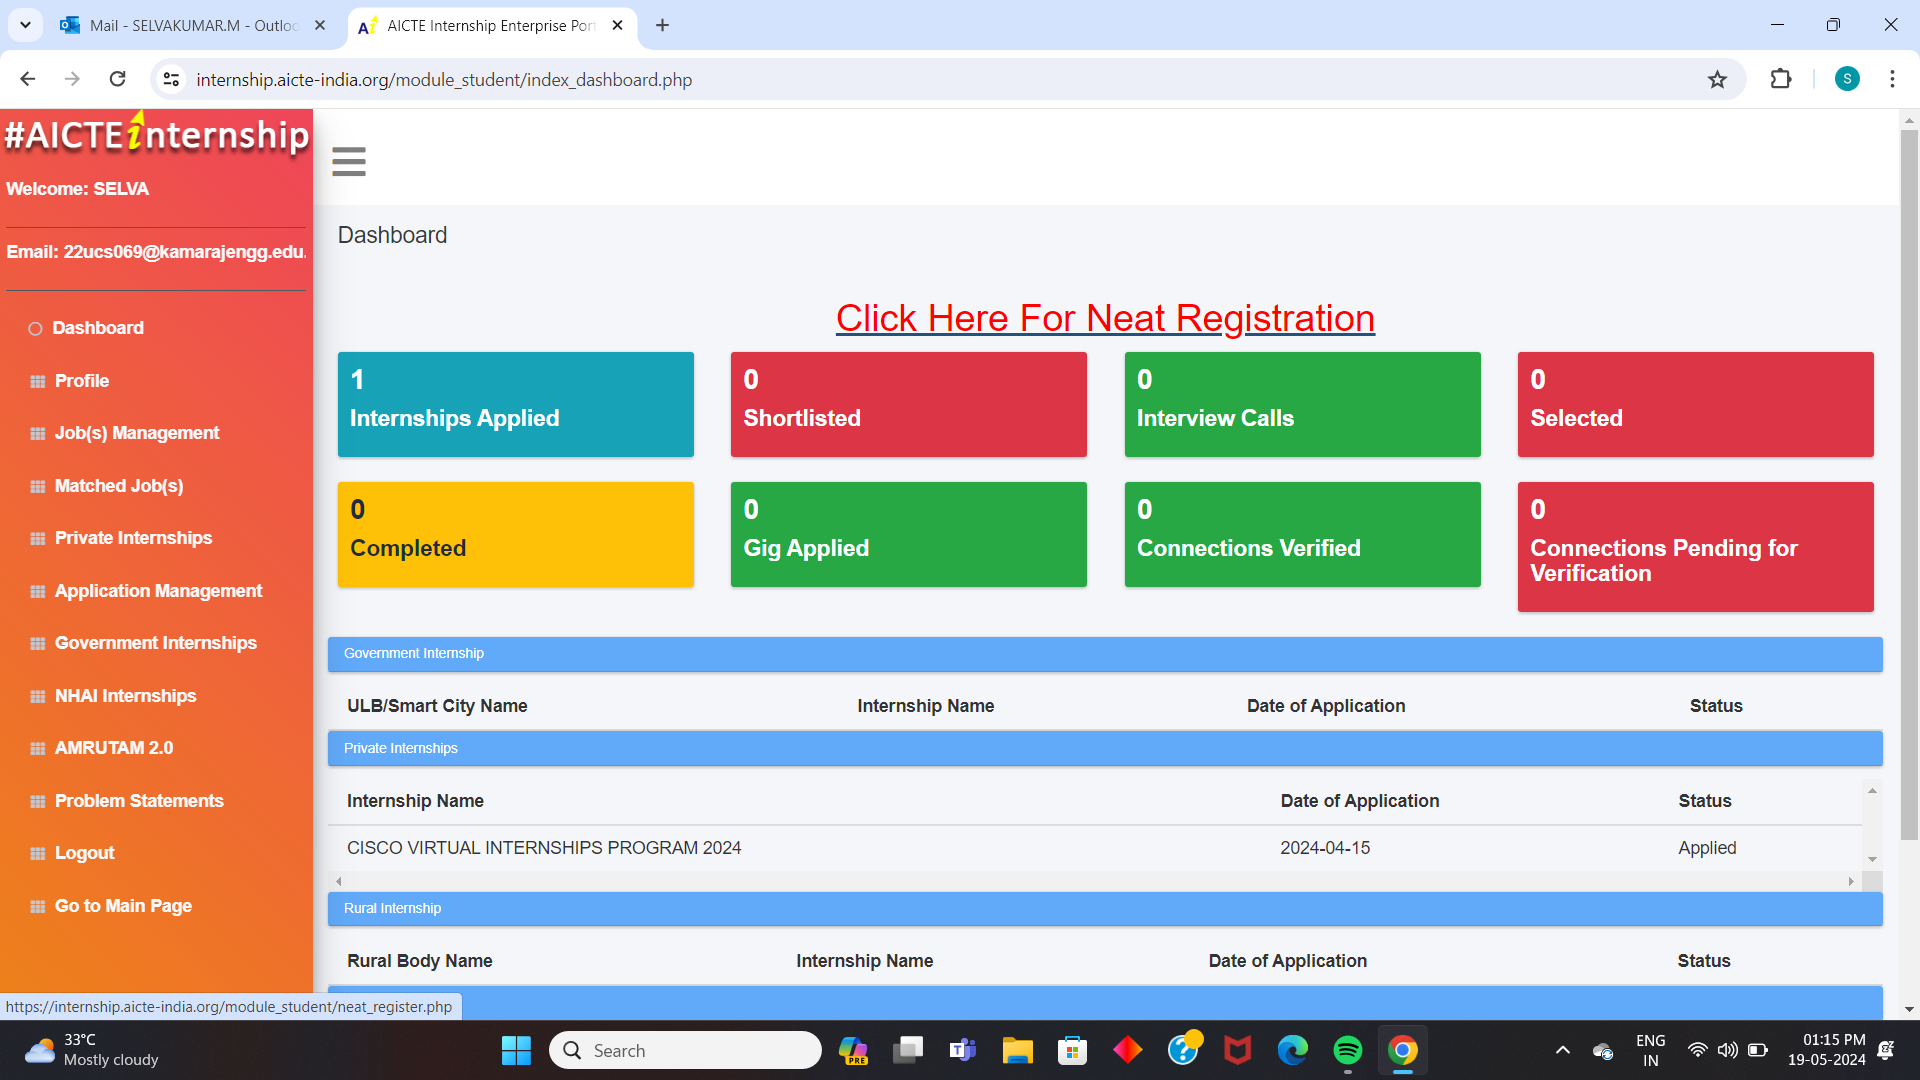 Mail - SELVAKUMAR.M - Outloo
AICTE Internship Enterprise Port
internship.aicte-india.org/module_student/index_dashboard.php
S
#AICTEinternship
Welcome: SELVA
Email: 22ucs069@kamarajengg.edu.
Dashboard
Profile
Job(s) Management
Matched Job(s)
Private Internships
Application Management
Government Internships
NHAI Internships
AMRUTAM 2.0
Problem Statements
Logout
Go to Main Page
Dashboard
Click Here For Neat Registration
1
Internships Applied
0
Shortlisted
0
Interview Calls
0
Selected
0
Completed
0
Gig Applied
0
Connections Verified
0
Connections Pending for
Verification
Government Internship
ULB/Smart City Name Internship Name Date of Application Status
Private Internships
Internship Name Date of Application Status
CISCO VIRTUAL INTERNSHIPS PROGRAM 2024 2024-04-15 Applied
Rural Internship
Rural Body Name Internship Name Date of Application Status
https://internship.aicte-india.org/module_student/neat_register.php
33°C
Mostly cloudy
Search
PRE
ENG
IN
01:15 PM
19-05-2024